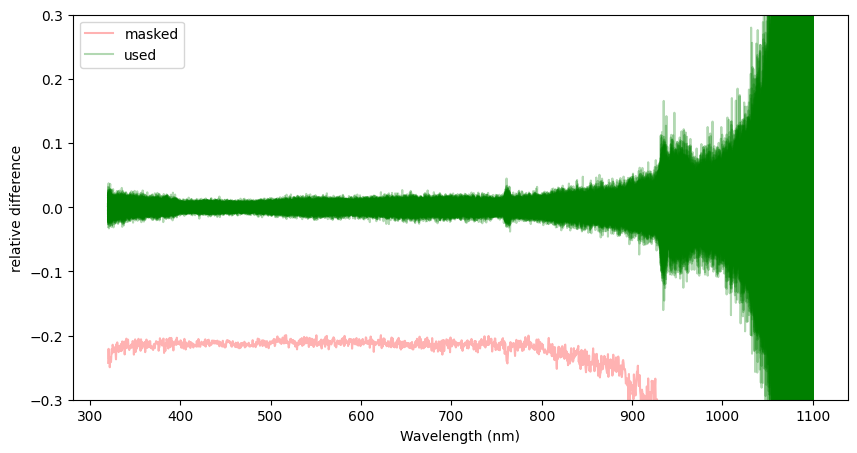 masked
used
0.3
0.2
0.1
0.0
−0.1
−0.2
−0.3
relative difference
300 400 500 600 700 800 900 1000 1100
Wavelength (nm)